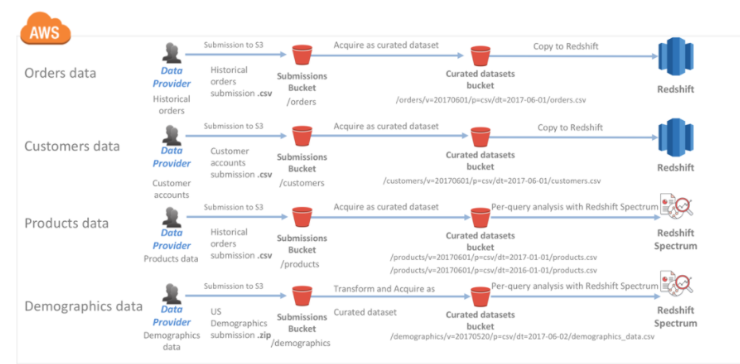 AWS
Orders data
Submission to S3
Acquire as curated dataset
Copy to Redshift
Data
Provider
Historical
orders
Historical
orders
submission .csv
Submissions
Bucket
/orders
Curated datasets
bucket
/orders/v=20170601/p=csv/dt=2017-06-01/orders.csv
Redshift
Customers data
Submission to S3
Acquire as curated dataset
Copy to Redshift
Data
Provider
Customer
accounts
Customer
accounts
submission .csv
Submissions
Bucket
/customers
Curated datasets
bucket
/customers/v=20170601/p=csv/dt=2017-06-01/customers.csv
Redshift
Products data
Submission to S3
Acquire as curated dataset
Per-query analysis with Redshift Spectrum
Data
Provider
Products data
Historical
orders
submission .csv
Submissions
Bucket
/products
Curated datasets
bucket
/products/v=20170601/p=csv/dt=2017-01-01/products.csv
/products/v=20170601/p=csv/dt=2016-01-01/products.csv
Redshift
Spectrum
Demographics data
Submission to S3
Transform and Acquire as
Curated dataset
Per-query analysis with Redshift Spectrum
Data
Provider
Demographics
data
US
Demographics
submission .zip
Submissions
Bucket
/demographics
Curated datasets
bucket
/demographics/v=20170520/p=csv/dt=2017-06-02/demographics_data.csv
Redshift
Spectrum